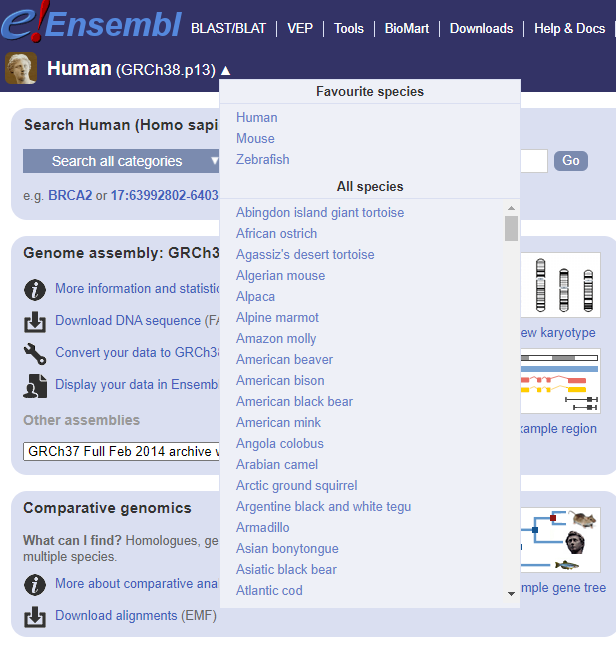 e!Ensembl BLAST/BLAT | VEP | Tools | BioMart | Downloads | Help & Docs |
Human (GRCh38.p13) ▲
Favourite species
Human
Mouse
Zebrafish
All species
Abingdon island giant tortoise
African ostrich
Agassiz's desert tortoise
Algerian mouse
Alpaca
Alpine marmot
Amazon molly
American beaver
American bison
American black bear
American mink
Angola colobus
Arabian camel
Arctic ground squirrel
Argentine black and white tegu
Armadillo
Asian bonytongue
Asiatic black bear
Atlantic cod
Search Human (Homo sapi
Search all categories ▼
Go
e.g. BRCA2 or 17:63992802-6403
Genome assembly: GRCh3
More information and statistic
Download DNA sequence (FA
Convert your data to GRCh38
Display your data in Ensembl
Other assemblies
GRCh37 Full Feb 2014 archive w
ew karyotype
xample region
Comparative genomics
What can I find? Homologues, ge
multiple species.
More about comparative anal
Download alignments (EMF)
mple gene tree